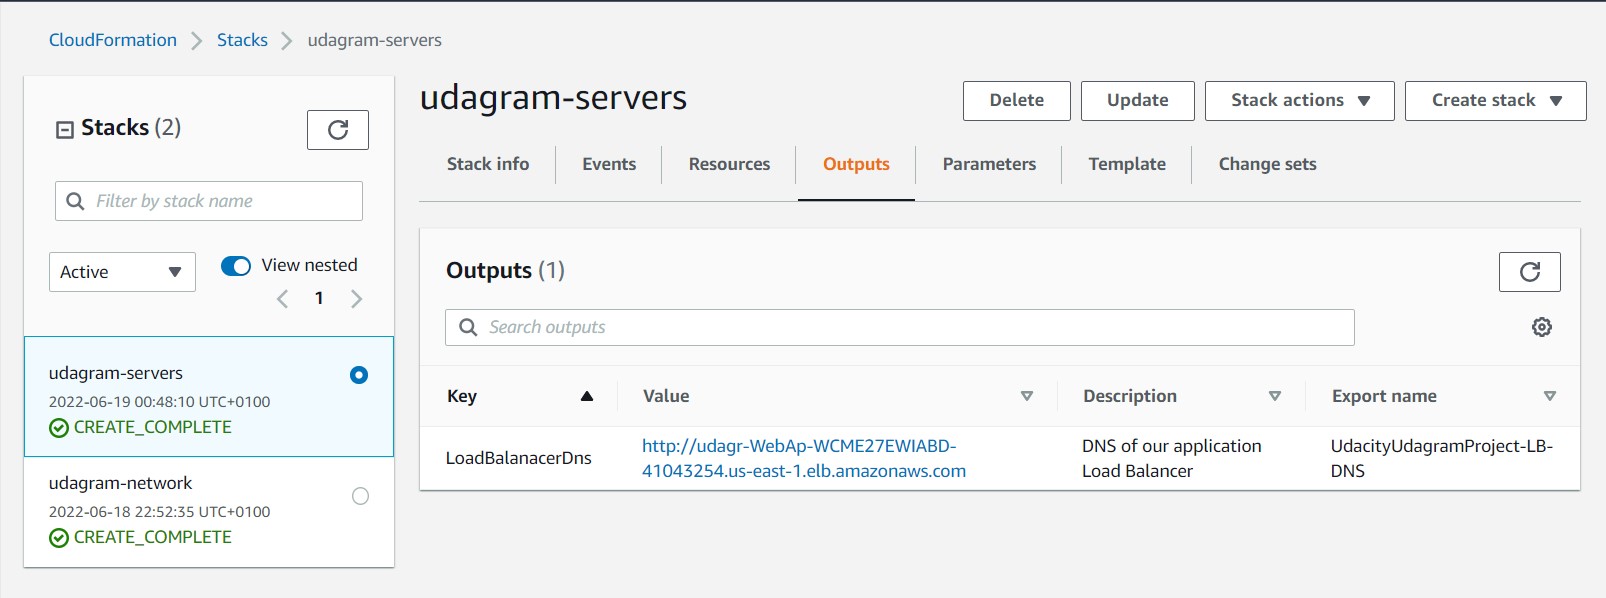 CloudFormation > Stacks > udagram-servers
Stacks (2)
Filter by stack name
Active
View nested
1
udagram-servers
2022-06-19 00:48:10 UTC+0100
CREATE_COMPLETE
udagram-network
2022-06-18 22:52:35 UTC+0100
CREATE_COMPLETE
udagram-servers
Delete Update Stack actions Create stack
Stack info Events Resources Outputs Parameters Template Change sets
Outputs (1)
Search outputs
Key Value Description Export name
LoadBalanacerDns
http://udagr-WebAp-WCME27EWIABD-
41043254.us-east-1.elb.amazonaws.com
DNS of our application
Load Balancer
UdacityUdagramProject-LB-
DNS